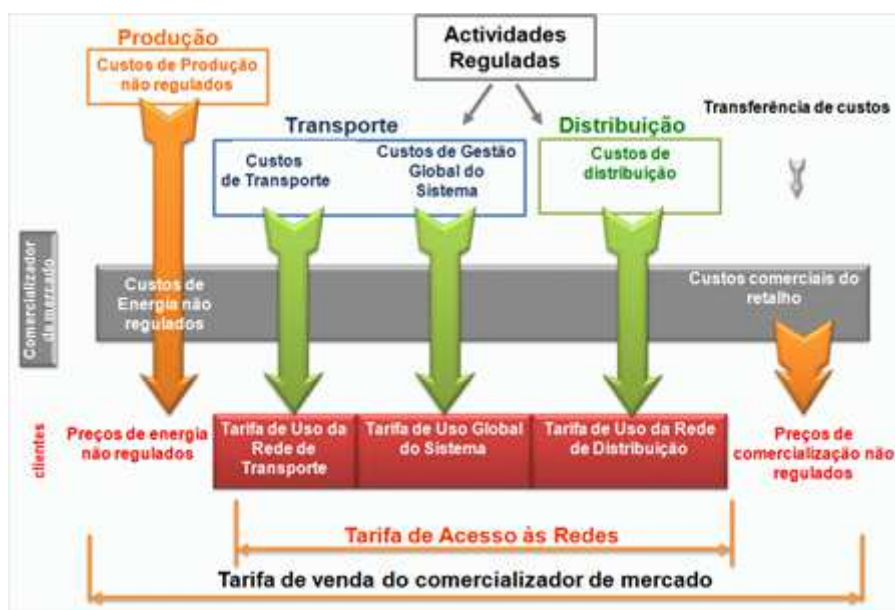 Produção
Custos de Produção
não regulados
Actividades
Reguladas
Transferência de custos
Transporte
Custos
de Transporte
Custos de Gestão
Global do
Sistema
Distribuição
Custos de
distribuição
Comercializador
de mercado
Custos de
Energia não
regulados
Custos comerciais do
retalho
clientes
Preços de energia
não regulados
Tarifa de Uso da
Rede de
Transporte
Tarifa de Uso Global
do Sistema
Tarifa de Uso da Rede
de Distribuição
Preços de
comercialização não
regulados
Tarifa de Acesso às Redes
Tarifa de venda do comercializador de mercado